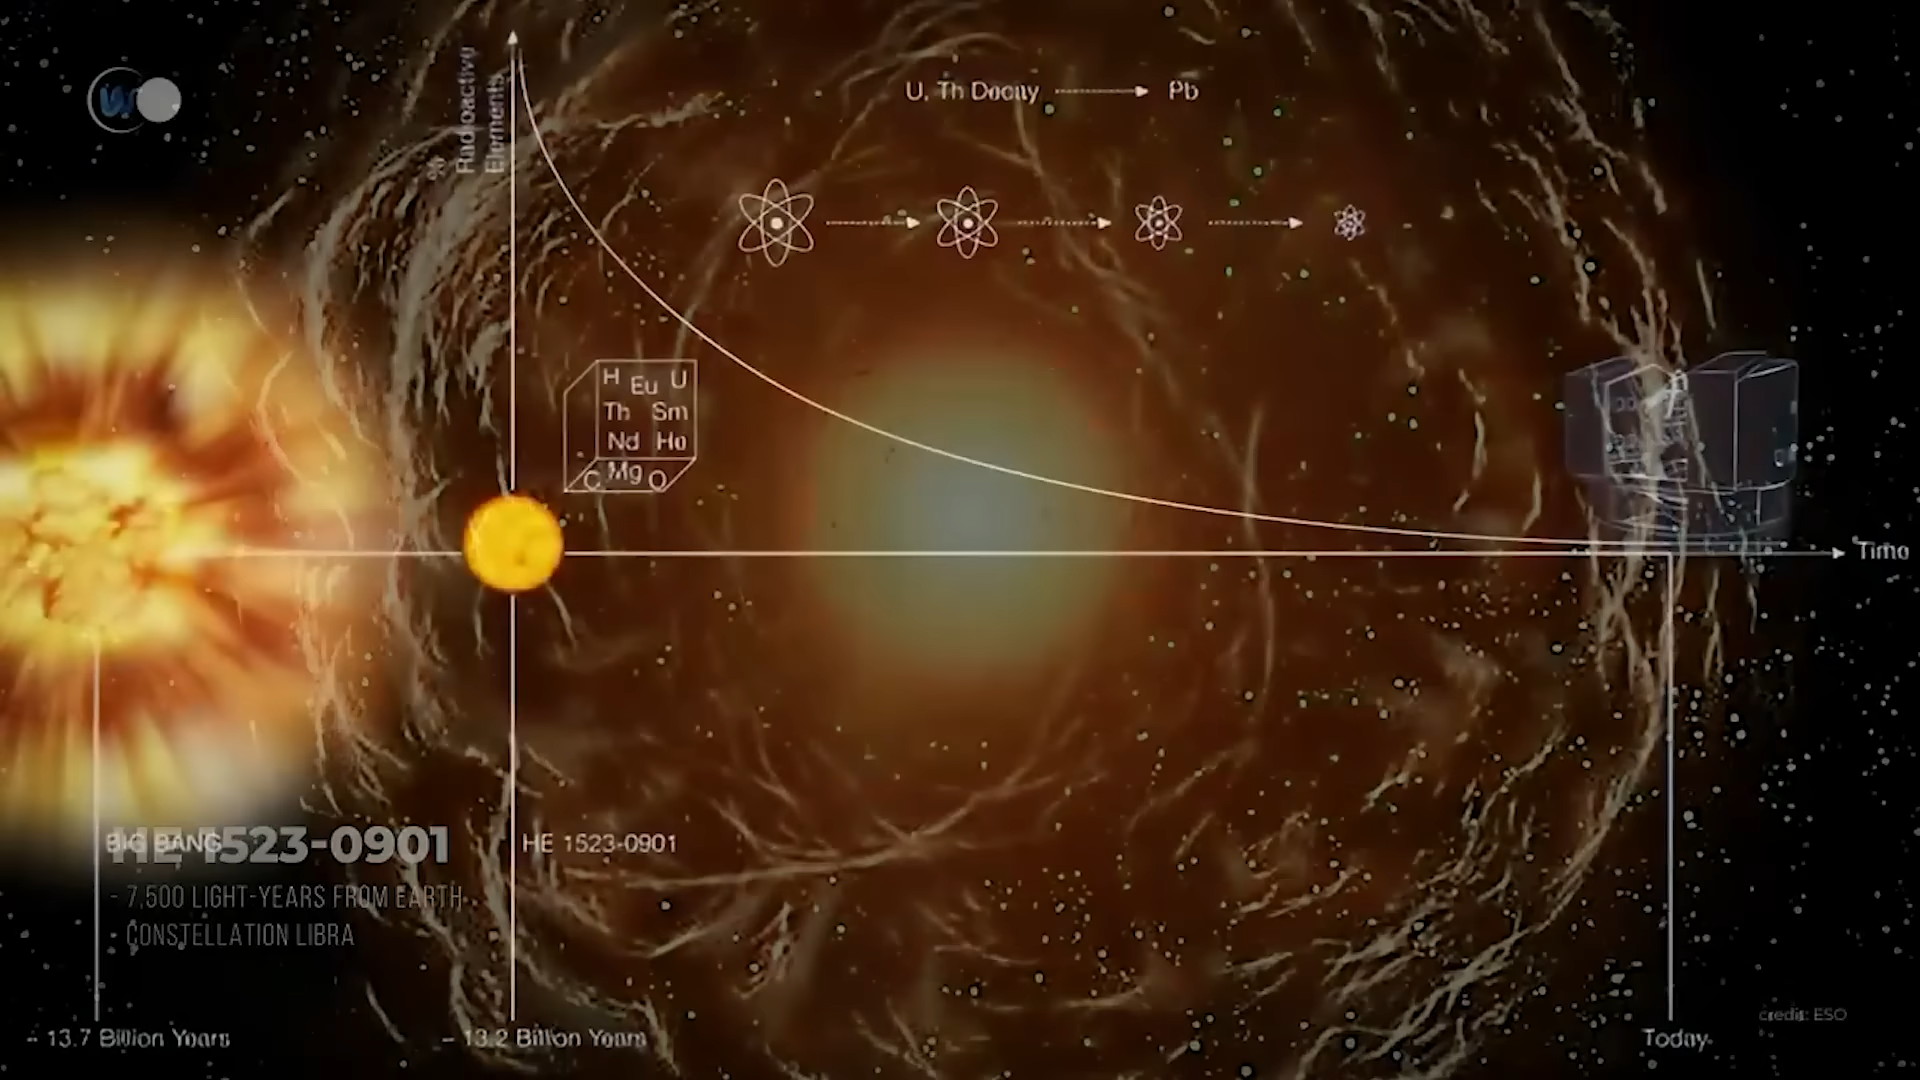 % Radioactive
Elements
U, Th Decay
Pb
H Eu U
Th Sm
Nd Ho
C Mg O
Time
BIG BANG
HE 1523-0901
HE 1523-0901
- 7,500 LIGHT-YEARS FROM EARTH
- CONSTELLATION LIBRA
credit: ESO
- 13.7 Billion Years
- 13.2 Billion Years
Today